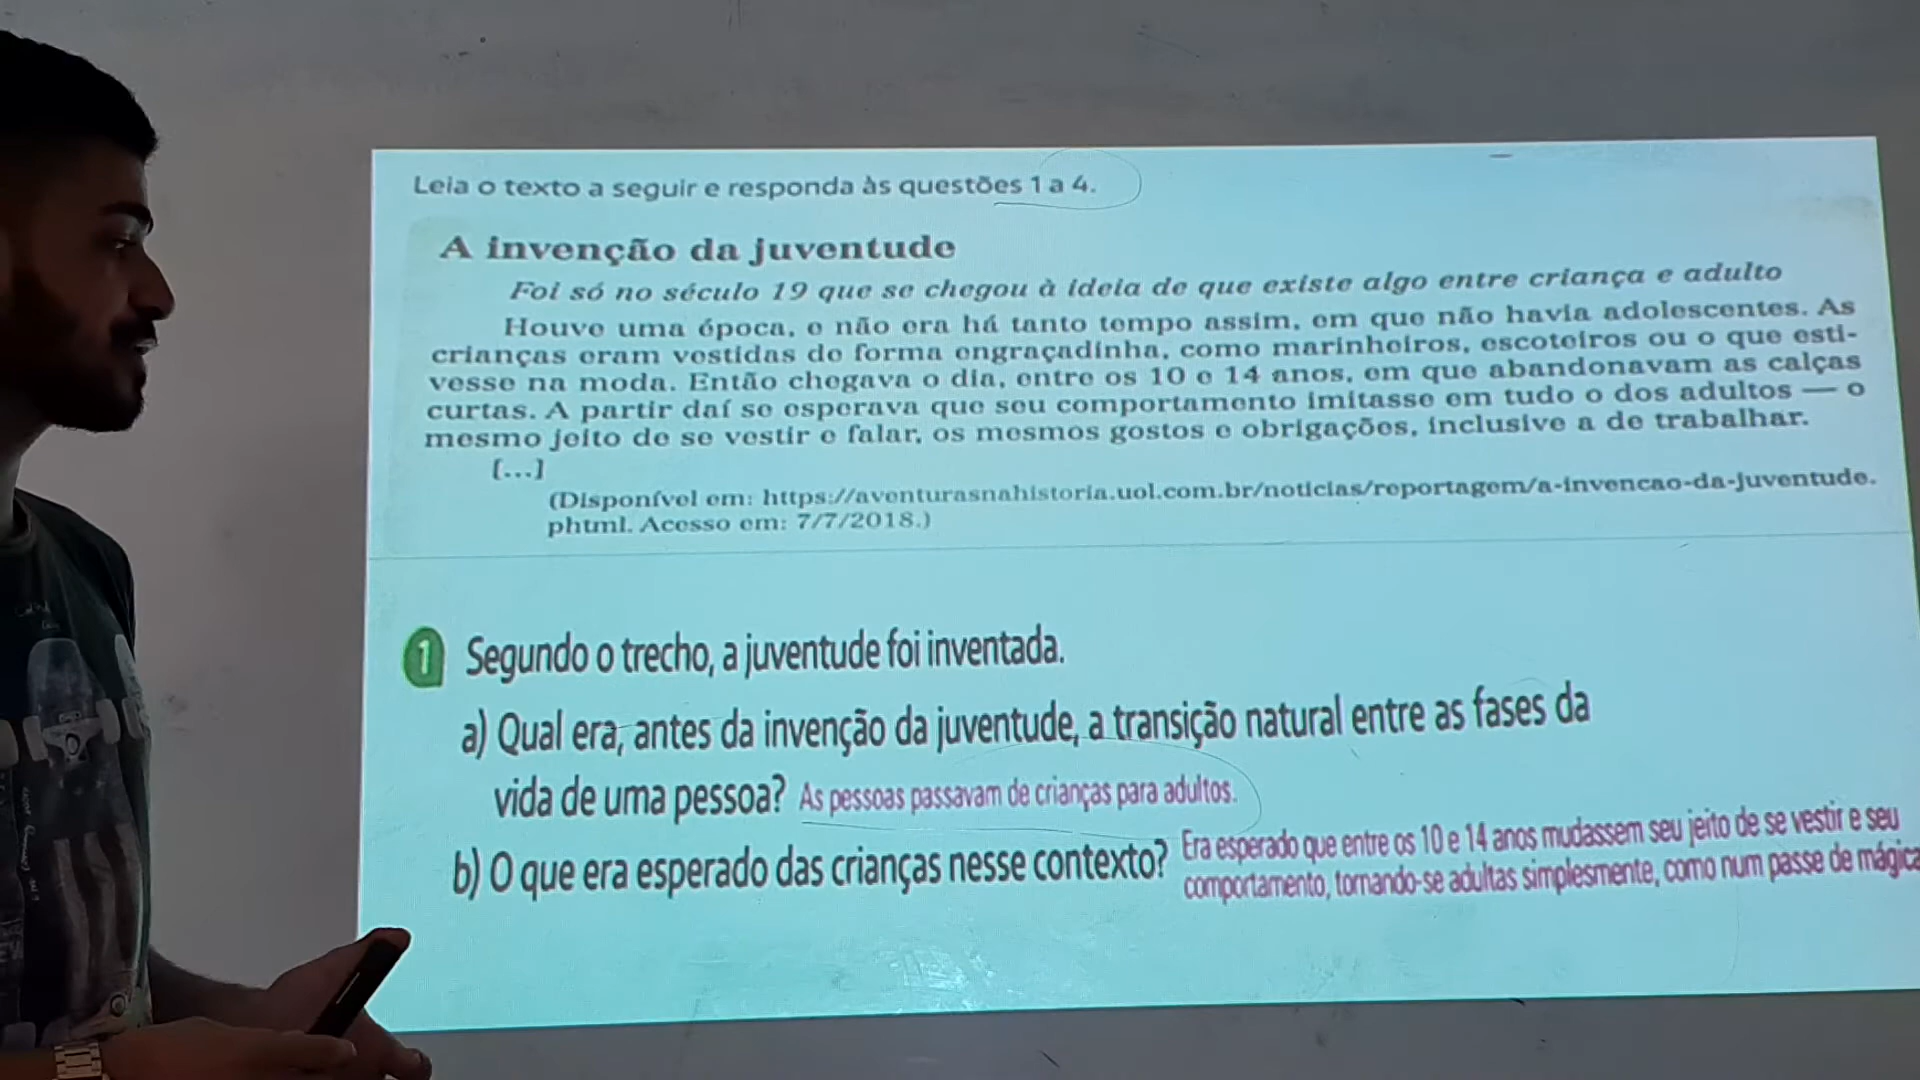 Leia o texto a seguir e responda às questões 1 a 4.
A invenção da juventude
Foi só no século 19 que se chegou à ideia de que existe algo entre criança e adulto
Houve uma época, e não era há tanto tempo assim, em que não havia adolescentes. As
crianças eram vestidas de forma engraçadinha, como marinheiros, escoteiros ou o que esti-
vesse na moda. Então chegava o dia, entre os 10 e 14 anos, em que abandonavam as calças
curtas. A partir daí se esperava que seu comportamento imitasse em tudo o dos adultos — o
mesmo jeito de se vestir e falar, os mesmos gostos e obrigações, inclusive a de trabalhar.
[...]
(Disponível em: https://aventurasnahistoria.uol.com.br/noticias/reportagem/a-invencao-da-juventude.
phtml. Acesso em: 7/7/2018.)
1 Segundo o trecho, a juventude foi inventada.
a) Qual era, antes da invenção da juventude, a transição natural entre as fases da
vida de uma pessoa? As pessoas passavam de crianças para adultos.
b) O que era esperado das crianças nesse contexto? Era esperado que entre os 10 e 14 anos mudassem seu jeito de se vestir e seu
comportamento, tornando-se adultas simplesmente, como num passe de mágica